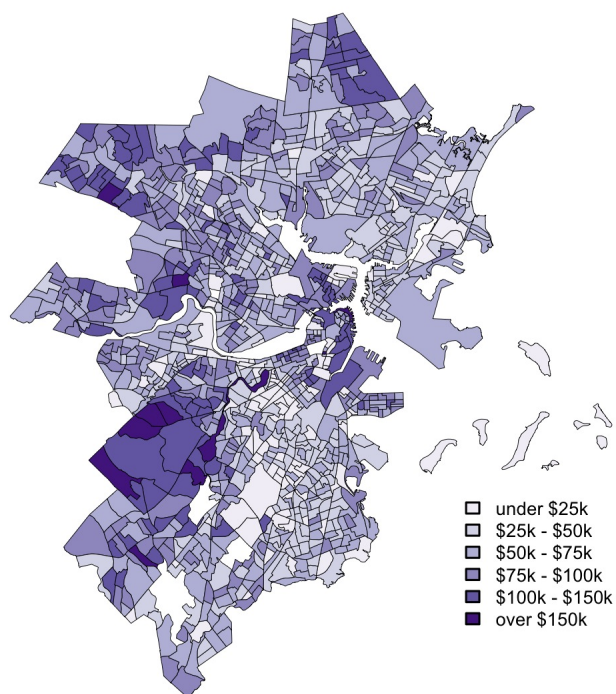 under $25k
$25k - $50k
$50k - $75k
$75k - $100k
$100k - $150k
over $150k